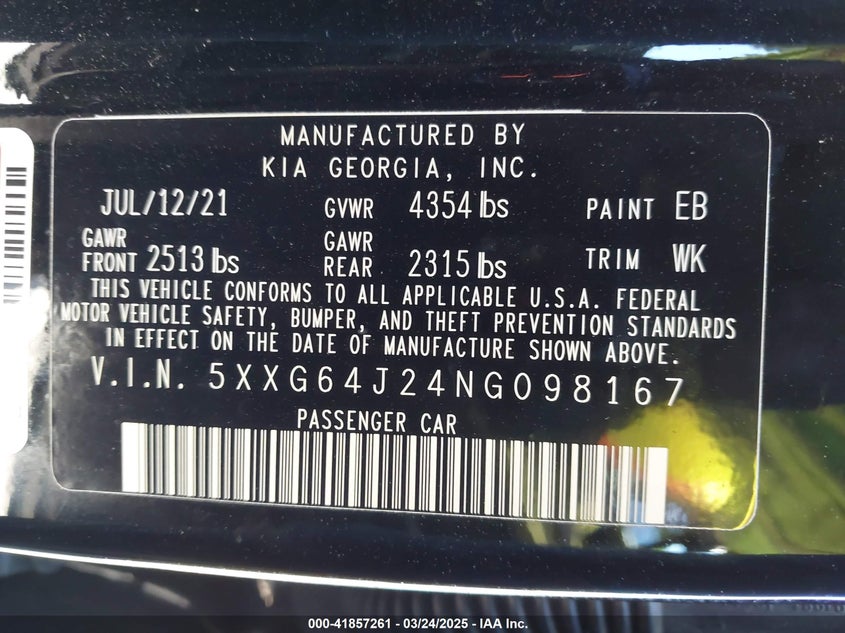 MANUFACTURED BY
KIA GEORGIA, INC.
JUL/12/21 GVWR 4354 lbs PAINT EB
GAWR FRONT 2513 lbs GAWR REAR 2315 lbs TRIM WK
THIS VEHICLE CONFORMS TO ALL APPLICABLE U.S.A. FEDERAL
MOTOR VEHICLE SAFETY, BUMPER, AND THEFT PREVENTION STANDARDS
IN EFFECT ON THE DATE OF MANUFACTURE SHOWN ABOVE.
V.I.N. 5XXG64J24NG098167
PASSENGER CAR
000-41857261 - 03/24/2025 - IAA Inc.